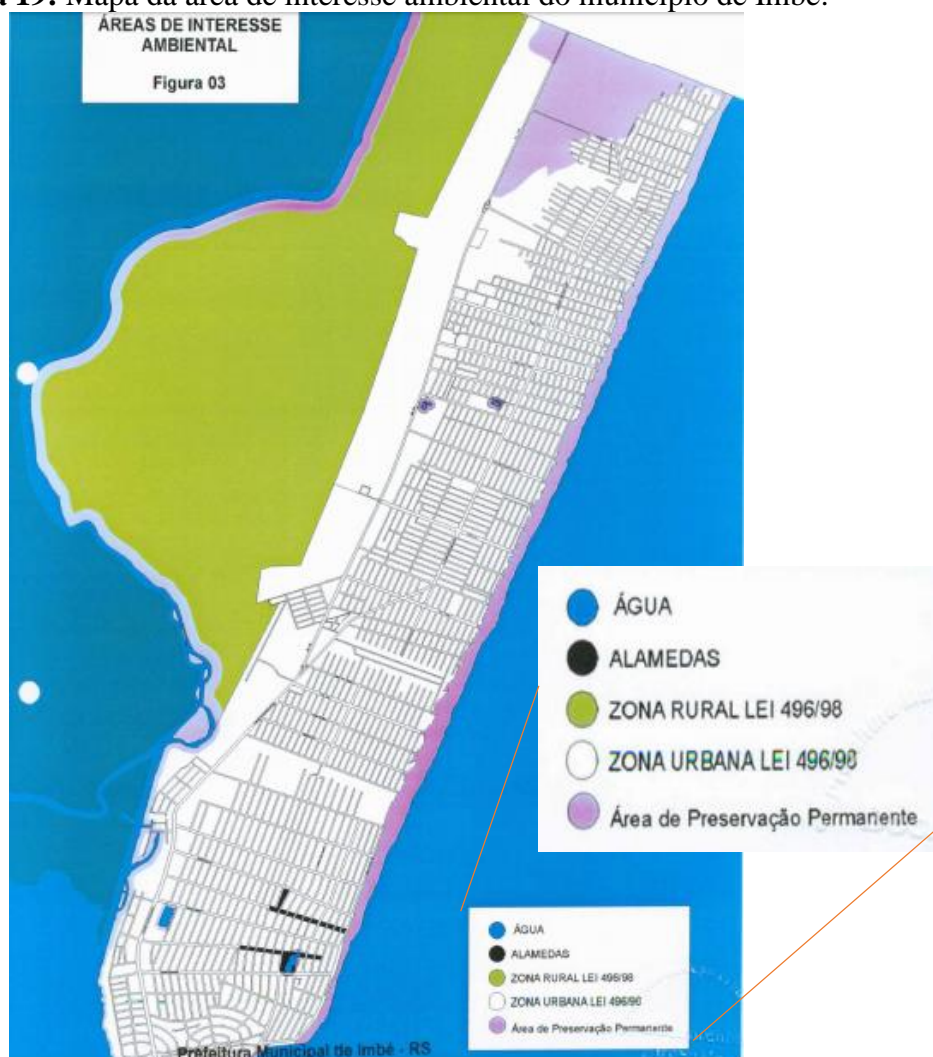 19: Mapa da área de interesse ambiental do município de Imbé.
ÁREAS DE INTERESSE
AMBIENTAL
Figura 03
ÁGUA
ALAMEDAS
ZONA RURAL LEI 496/98
ZONA URBANA LEI 496/98
Área de Preservação Permanente
ÁGUA
ALAMEDAS
ZONA RURAL LEI 496/98
ZONA URBANA LEI 496/98
Área de Preservação Permanente
Prefeitura Municipal de Imbé - RS